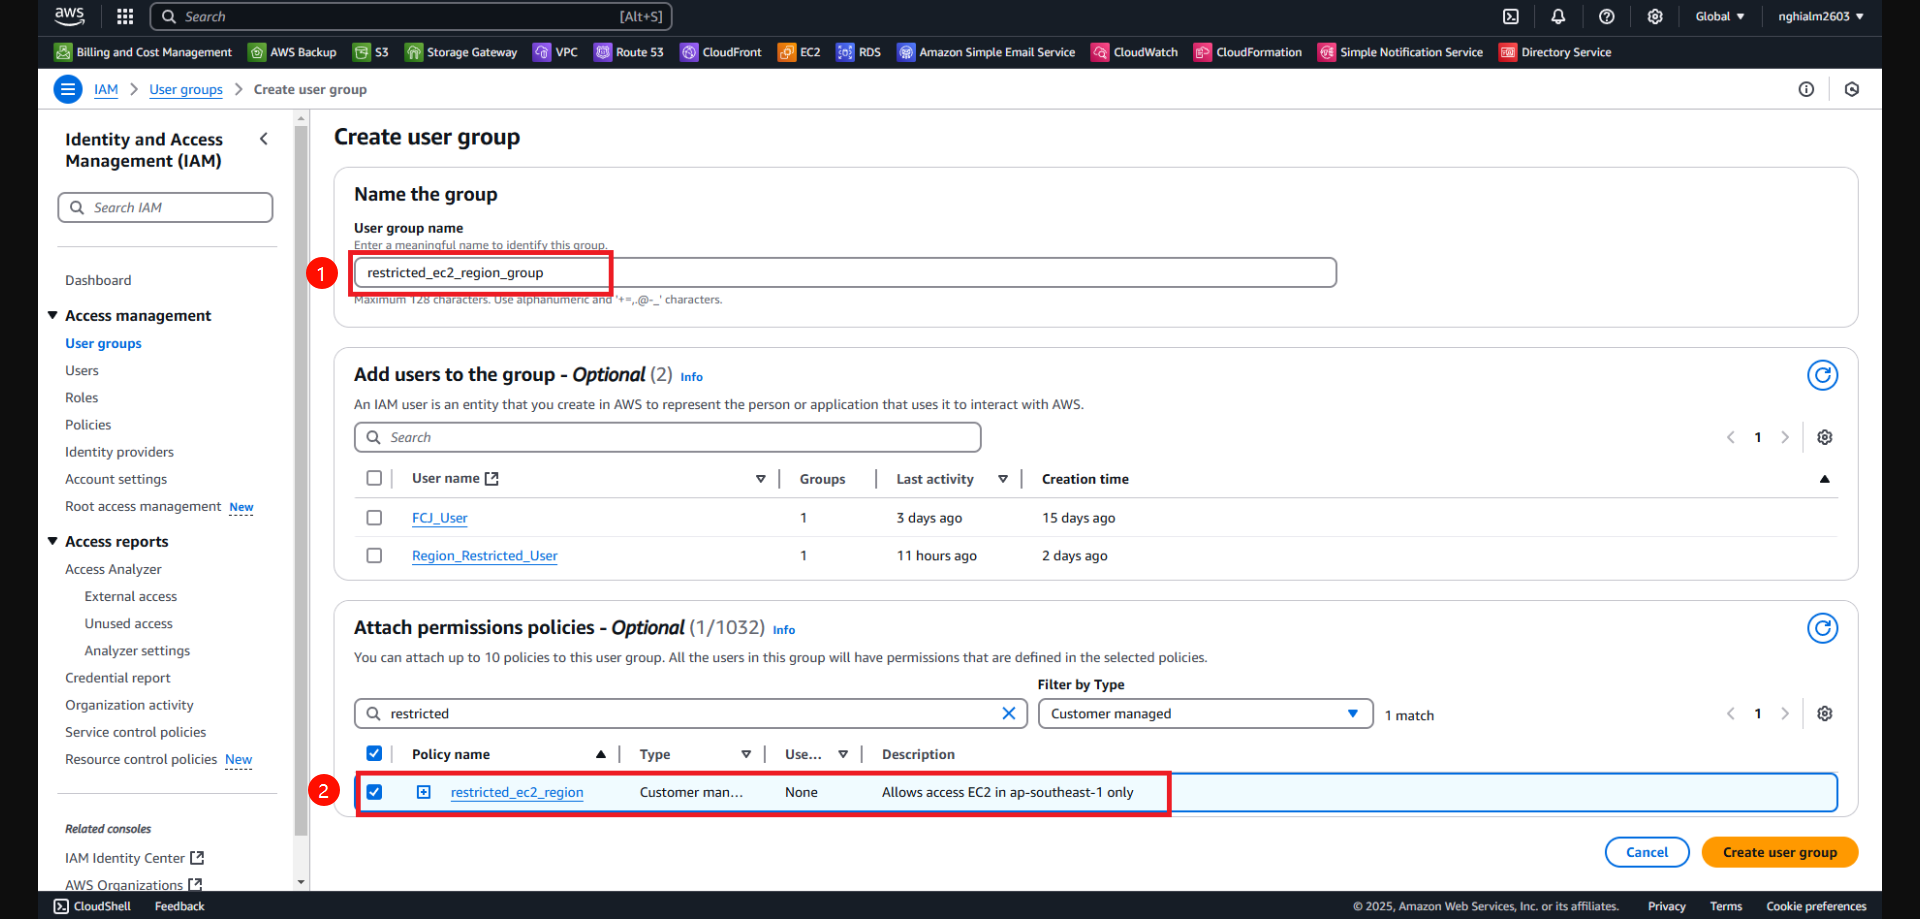 aws
Search [Alt+S]
Global ▼ nghialm2603 ▼
Billing and Cost Management AWS Backup S3 Storage Gateway VPC Route 53 CloudFront EC2 RDS Amazon Simple Email Service CloudWatch CloudFormation Simple Notification Service Directory Service
IAM > User groups > Create user group
Identity and Access
Management (IAM)
Search IAM
Dashboard
Access management
User groups
Users
Roles
Policies
Identity providers
Account settings
Root access management New
Access reports
Access Analyzer
External access
Unused access
Analyzer settings
Credential report
Organization activity
Service control policies
Resource control policies New
Related consoles
IAM Identity Center
AWS Organizations
Create user group
Name the group
User group name
Enter a meaningful name to identify this group.
1
restricted_ec2_region_group
Maximum 128 characters. Use alphanumeric and '+=,.@-_' characters.
Add users to the group - Optional (2) Info
An IAM user is an entity that you create in AWS to represent the person or application that uses it to interact with AWS.
Search
1
User name Groups Last activity Creation time
FCJ_User 1 3 days ago 15 days ago
Region_Restricted_User 1 11 hours ago 2 days ago
Attach permissions policies - Optional (1/1032) Info
You can attach up to 10 policies to this user group. All the users in this group will have permissions that are defined in the selected policies.
Filter by Type
restricted Customer managed 1 match
1
Policy name Type Use... Description
2
restricted_ec2_region Customer man... None Allows access EC2 in ap-southeast-1 only
Cancel Create user group
CloudShell Feedback
© 2025, Amazon Web Services, Inc. or its affiliates. Privacy Terms Cookie preferences